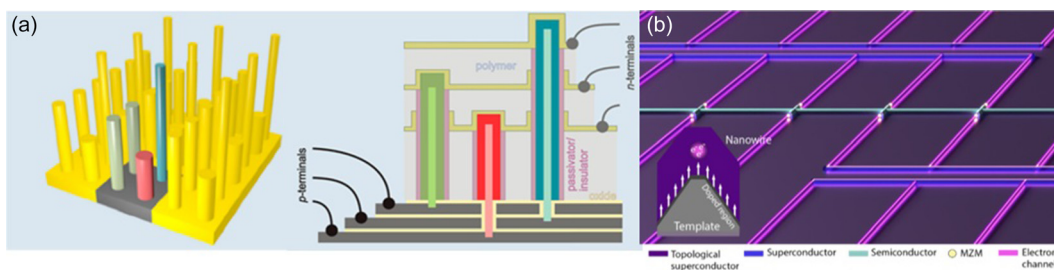 (a)
polymer
n-terminals
p-terminals
passivator/
insulator
oxide
(b)
Nanowire
Doped region
Template
Topological
superconductor
Superconductor
Semiconductor
MZM
Electron
channel